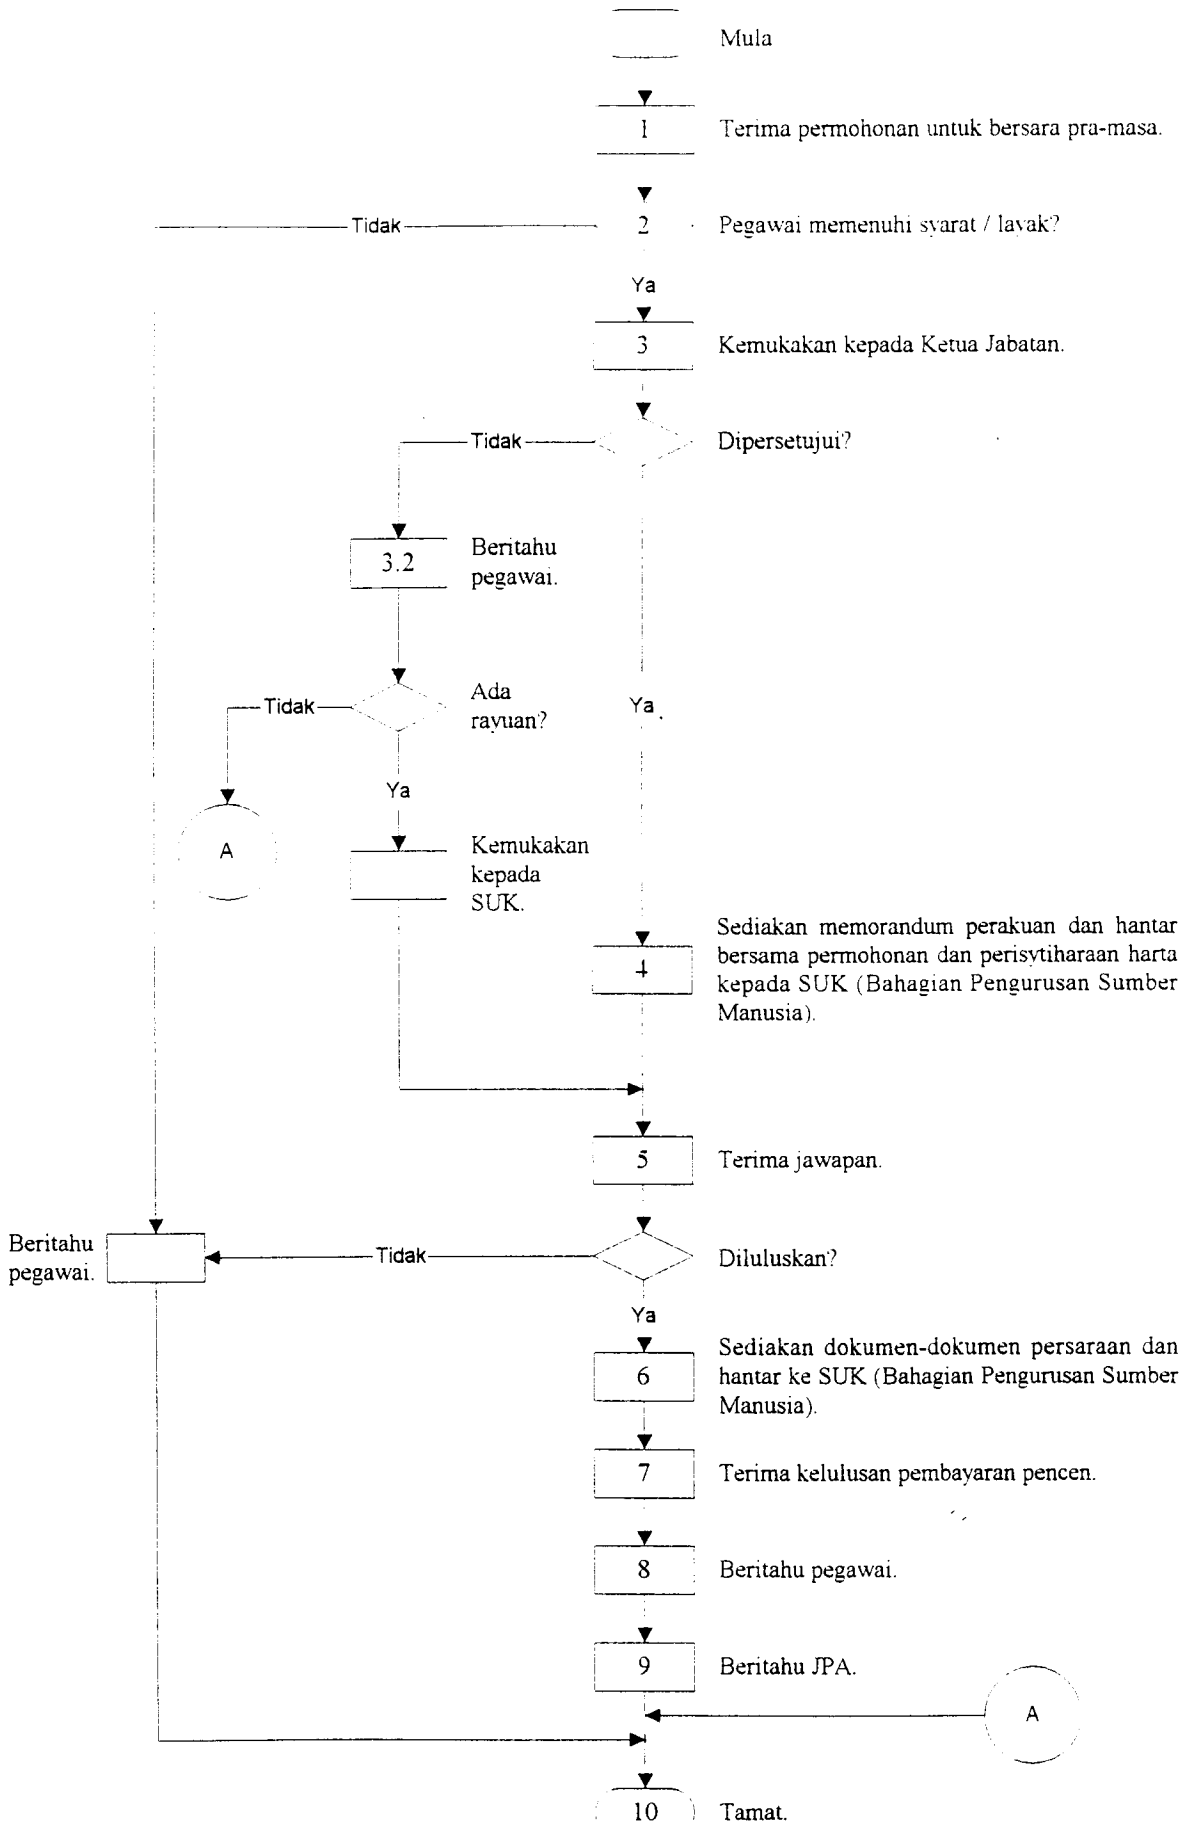 Mula
1
Terima permohonan untuk bersara pra-masa.
Tidak
2
Pegawai memenuhi syarat / layak?
Ya
3
Kemukakan kepada Ketua Jabatan.
Tidak
Dipersetujui?
3.2
Beritahu
pegawai.
Tidak
Ada
rayuan?
Ya
Ya
A
Kemukakan
kepada
SUK.
4
Sediakan memorandum perakuan dan hantar
bersama permohonan dan perisytiharaan harta
kepada SUK (Bahagian Pengurusan Sumber
Manusia).
5
Terima jawapan.
Beritahu
pegawai.
Tidak
Diluluskan?
Ya
6
Sediakan dokumen-dokumen persaraan dan
hantar ke SUK (Bahagian Pengurusan Sumber
Manusia).
7
Terima kelulusan pembayaran pencen.
8
Beritahu pegawai.
9
Beritahu JPA.
A
10
Tamat.